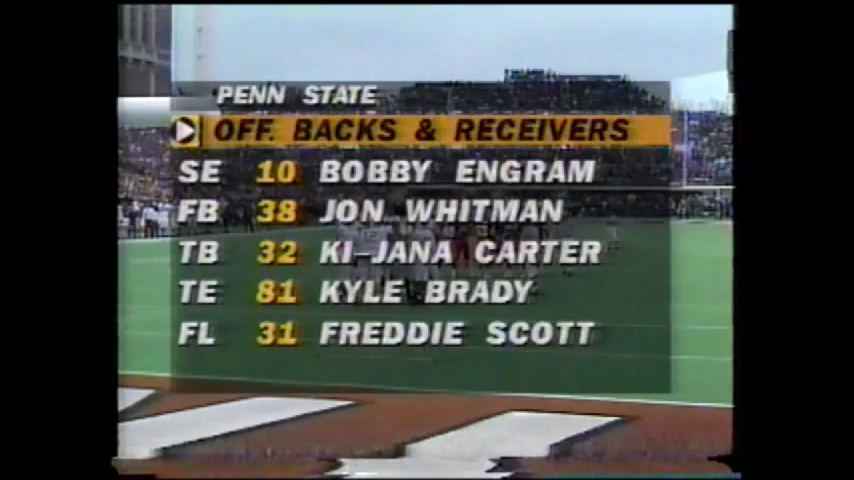 PENN STATE
OFF. BACKS & RECEIVERS
SE 10 BOBBY ENGRAM
FB 38 JON WHITMAN
TB 32 KI-JANA CARTER
TE 81 KYLE BRADY
FL 31 FREDDIE SCOTT